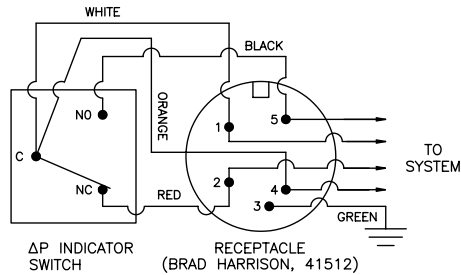 WHITE
BLACK
NO
ORANGE
1
5
C
TO
SYSTEM
NC
2
4
RED
3
GREEN
ΔP INDICATOR
SWITCH
RECEPTACLE
(BRAD HARRISON, 41512)